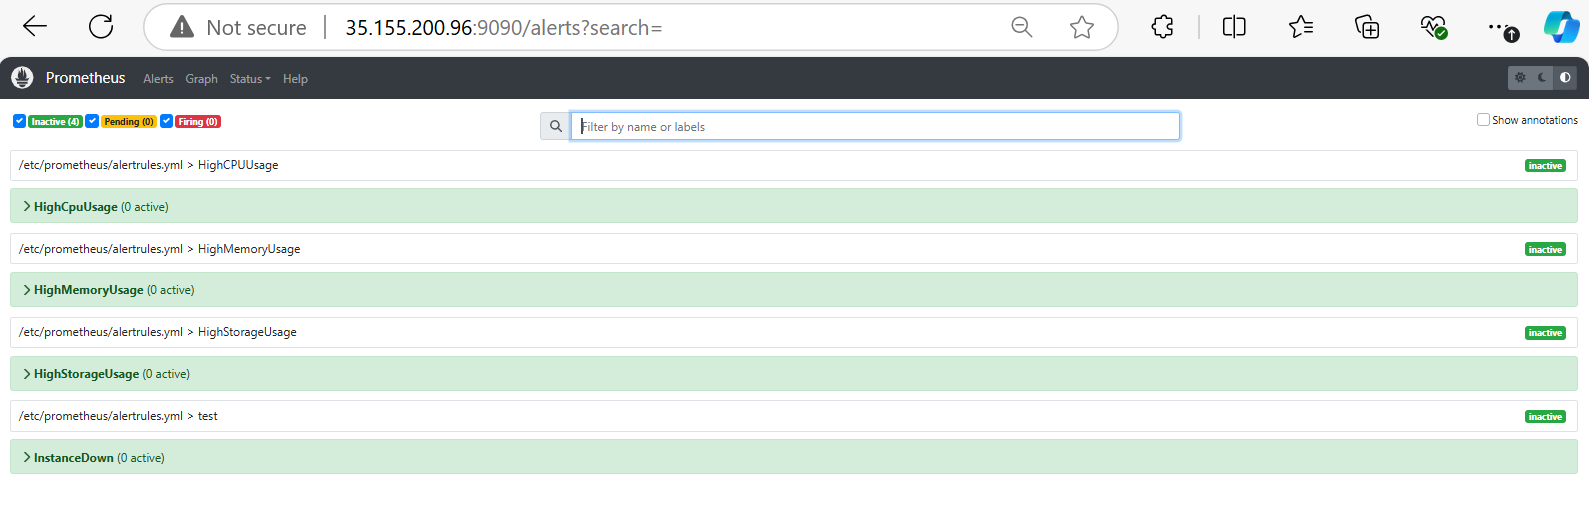 Not secure 35.155.200.96:9090/alerts?search=
Prometheus Alerts Graph Status Help
Inactive (4) Pending (0) Firing (0) Filter by name or labels Show annotations
/etc/prometheus/alertrules.yml > HighCPUUsage inactive
HighCpuUsage (0 active)
/etc/prometheus/alertrules.yml > HighMemoryUsage inactive
HighMemoryUsage (0 active)
/etc/prometheus/alertrules.yml > HighStorageUsage inactive
HighStorageUsage (0 active)
/etc/prometheus/alertrules.yml > test inactive
InstanceDown (0 active)